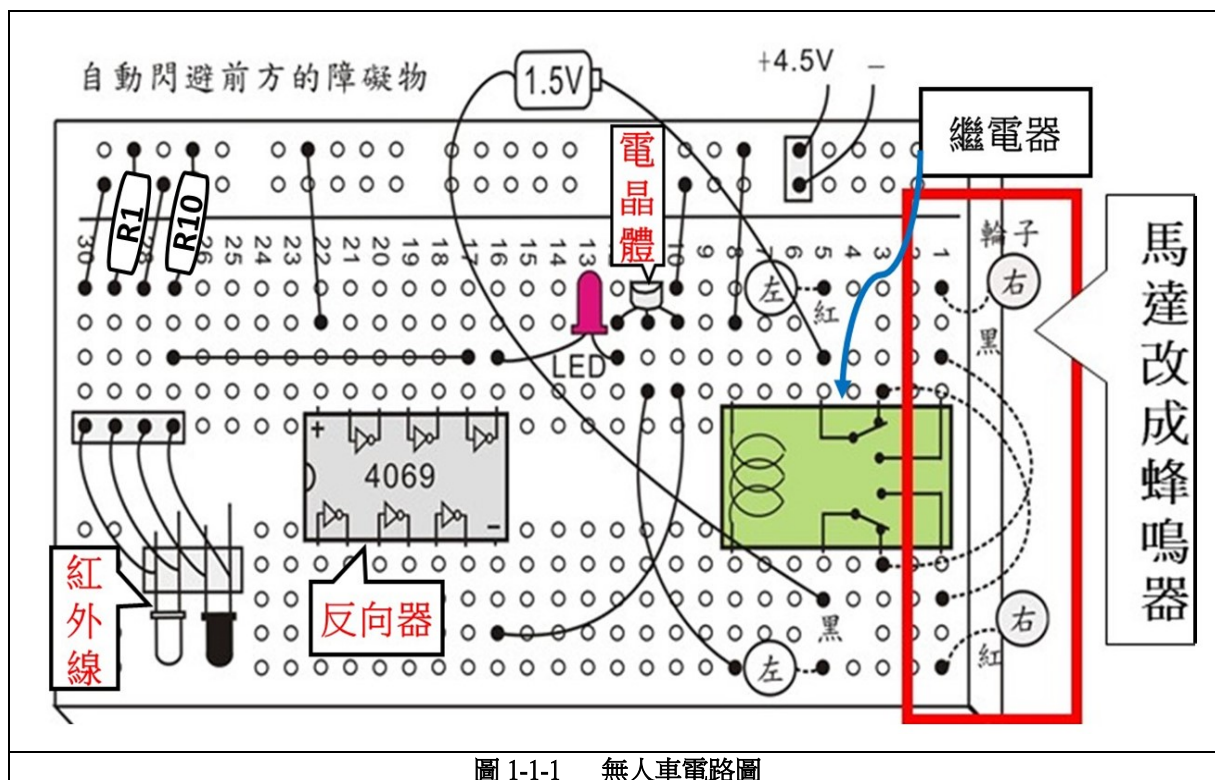 自動閃避前方的障礙物
1.5V
+4.5V −
繼電器
電晶體
R1
R10
30 28 26 25 24 23 22 21 20 19 18 17 16 15 14 13 10 9 8 7 6 5 4 3 2 1
輪子
右
左
紅
黑
LED
馬達改成蜂嗚器
+
4069
−
紅外線
反向器
黑
左
右
紅
圖 1-1-1 無人車電路圖